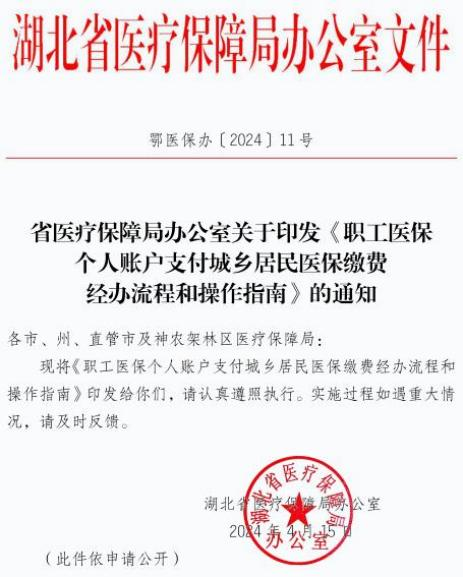 湖北省医疗保障局办公室文件
鄂医保办〔2024〕11号
省医疗保障局办公室关于印发《职工医保
个人账户支付城乡居民医保缴费
经办流程和操作指南》的通知
各市、州、直管市及神农架林区医疗保障局：
现将《职工医保个人账户支付城乡居民医保缴费经办流程和
操作指南》印发给你们，请认真遵照执行。实施过程如遇重大情
况，请及时反馈。
湖北省医疗保障局办公室
2024年4月15日
湖北省医疗保障局
办公室
（此件依申请公开）